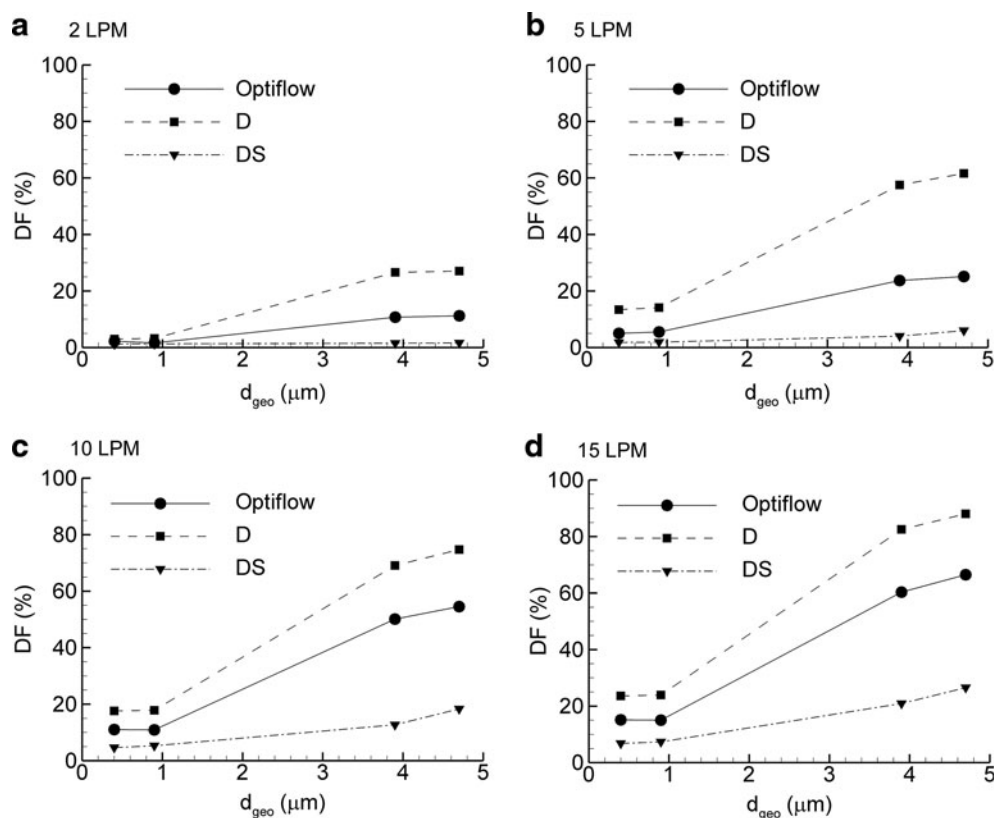 a 2 LPM
100
80
60
40
20
0
DF (%)
Optiflow
D
DS
0 1 2 3 4 5
dgeo (μm)
b 5 LPM
100
80
60
40
20
0
DF (%)
Optiflow
D
DS
0 1 2 3 4 5
dgeo (μm)
c 10 LPM
100
80
60
40
20
0
DF (%)
Optiflow
D
DS
0 1 2 3 4 5
dgeo (μm)
d 15 LPM
100
80
60
40
20
0
DF (%)
Optiflow
D
DS
0 1 2 3 4 5
dgeo (μm)